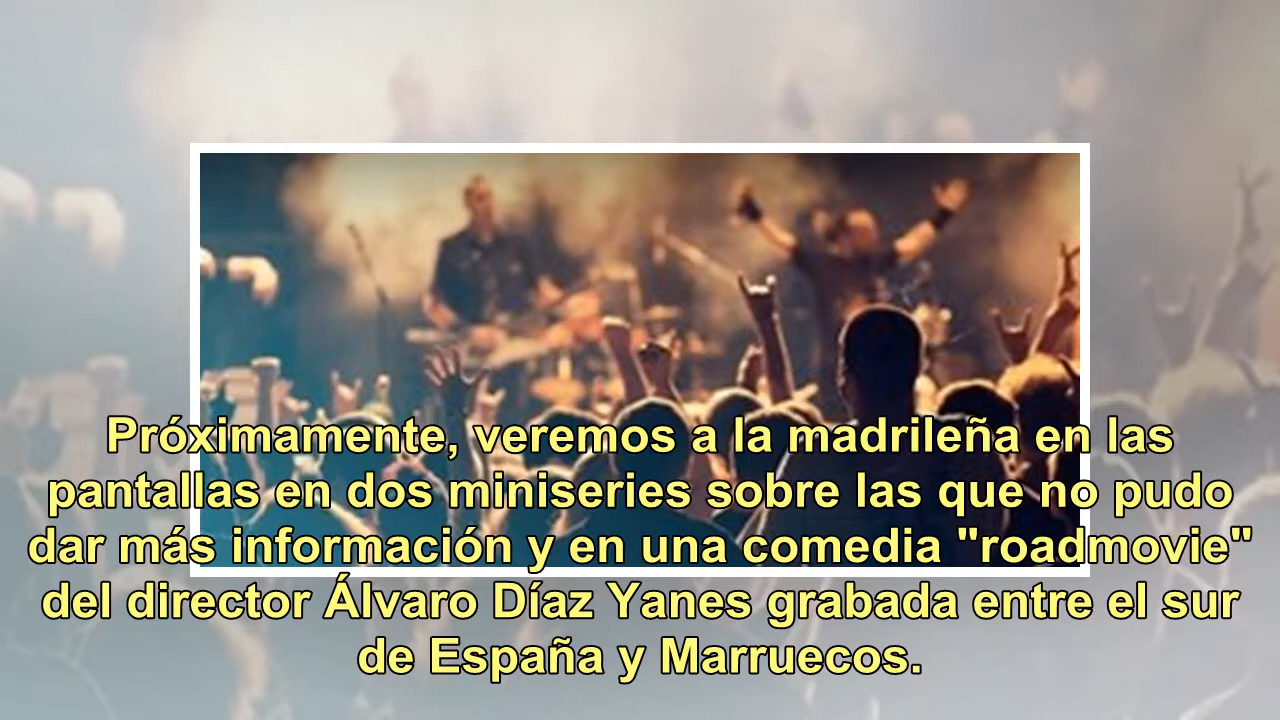 Próximamente, veremos a la madrileña en las
pantallas en dos miniseries sobre las que no pudo
dar más información y en una comedia "roadmovie"
del director Álvaro Díaz Yanes grabada entre el sur
de España y Marruecos.